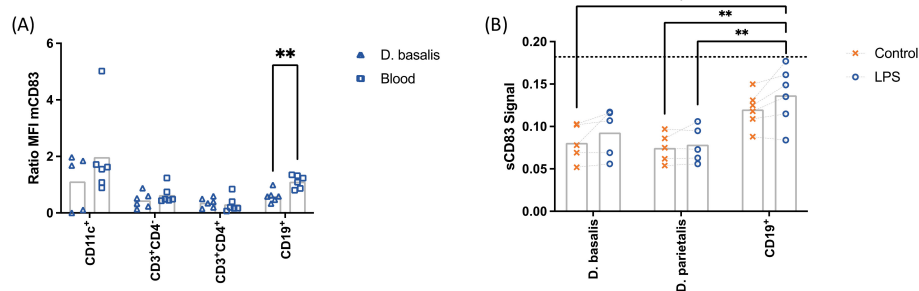 (A)
6
4
2
0
Ratio MFI mCD83
**
CD11c⁺
CD3⁺CD4⁻
CD3⁺CD4⁺
CD19⁺
D. basalis
Blood
(B)
0.20
0.15
0.10
0.05
0.00
sCD83 Signal
**
**
D. basalis
D. parietalis
CD19⁺
Control
LPS